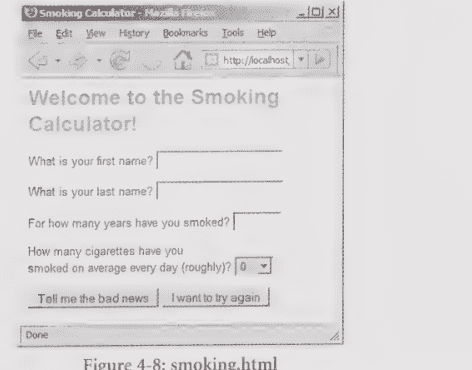 Smoking Calculator - Mozilla Firefox
File Edit View History Bookmarks Tools Help
http://localhost
Welcome to the Smoking
Calculator!
What is your first name?
What is your last name?
For how many years have you smoked?
How many cigarettes have you
smoked on average every day (roughly)? 0
Tell me the bad news I want to try again
Done
Figure 4-8: smoking.html